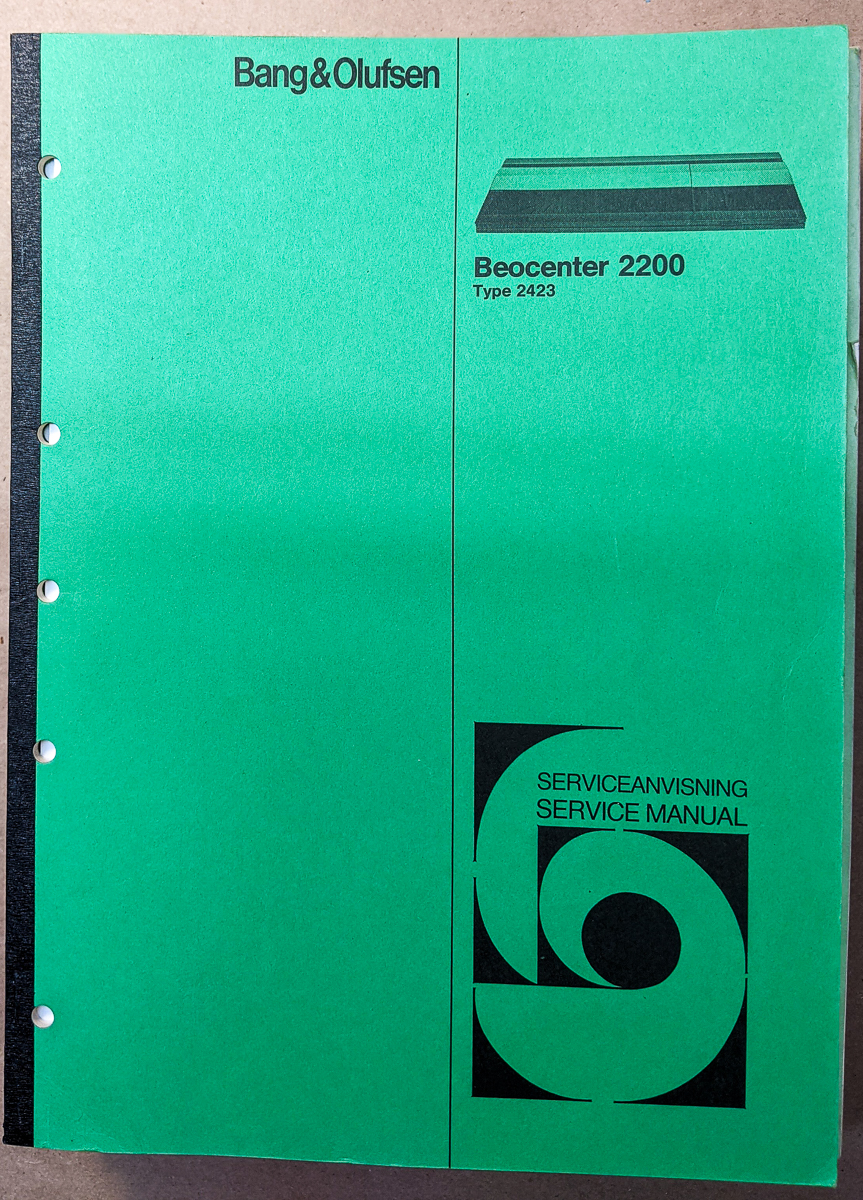 Bang&Olufsen
Beocenter 2200
Type 2423
SERVICEANVISNING
SERVICE MANUAL